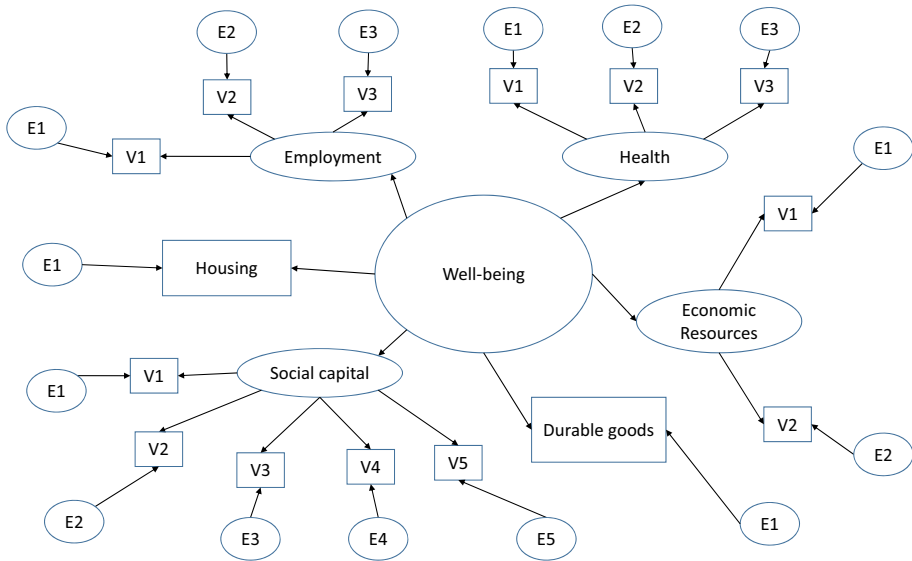 E2
E3
E1
E2
E3
V2
V3
V1
V2
V3
E1
V1
Employment
Health
E1
V1
E1
Housing
Well-being
Economic
Resources
E1
V1
Social capital
V2
V3
V4
V5
Durable goods
V2
E2
E2
E3
E4
E5
E1